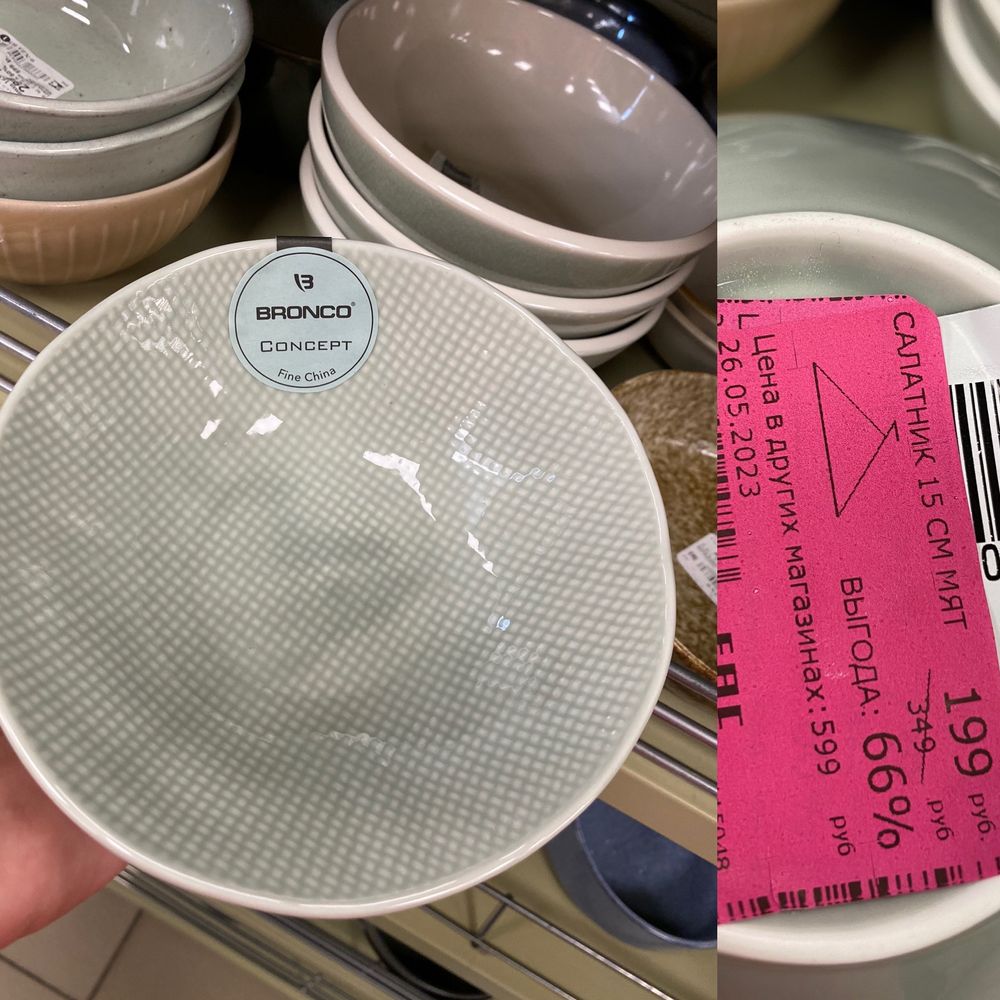 BRONCO®
CONCEPT
Fine China
САЛАТНИК 15 СМ МЯТ
199 руб.
349 руб
ВЫГОДА: 66%
Цена в других магазинах: 599 руб
26.05.2023